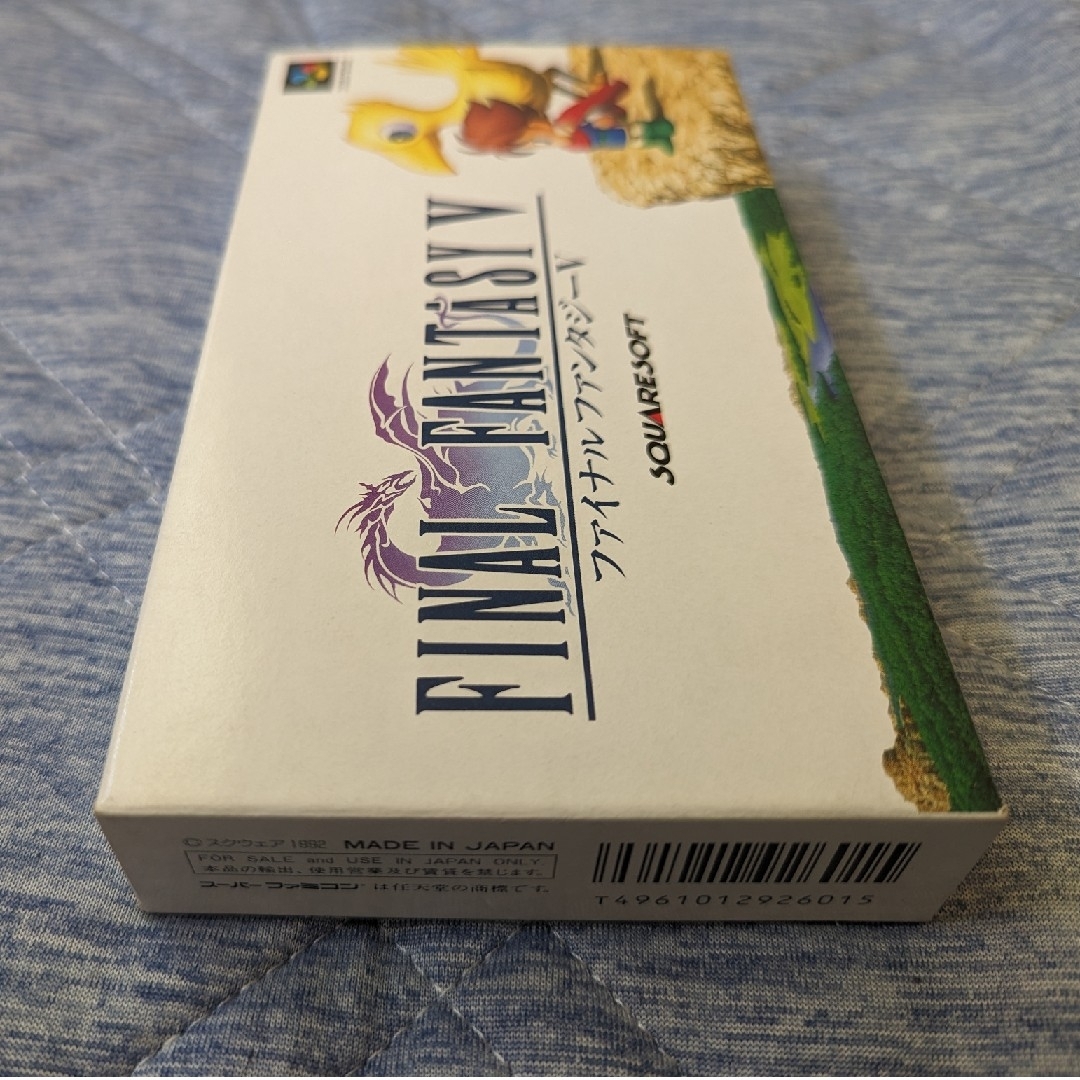 FINAL FANTASY V
ファイナルファンタジーV
SQUARESOFT
©スクウェア 1992 MADE IN JAPAN
FOR SALE and USE IN JAPAN ONLY.
本品の輸出、使用営業及び賃貸を禁じます。
スーパーファミコン は任天堂の商標です。
T4961012926015